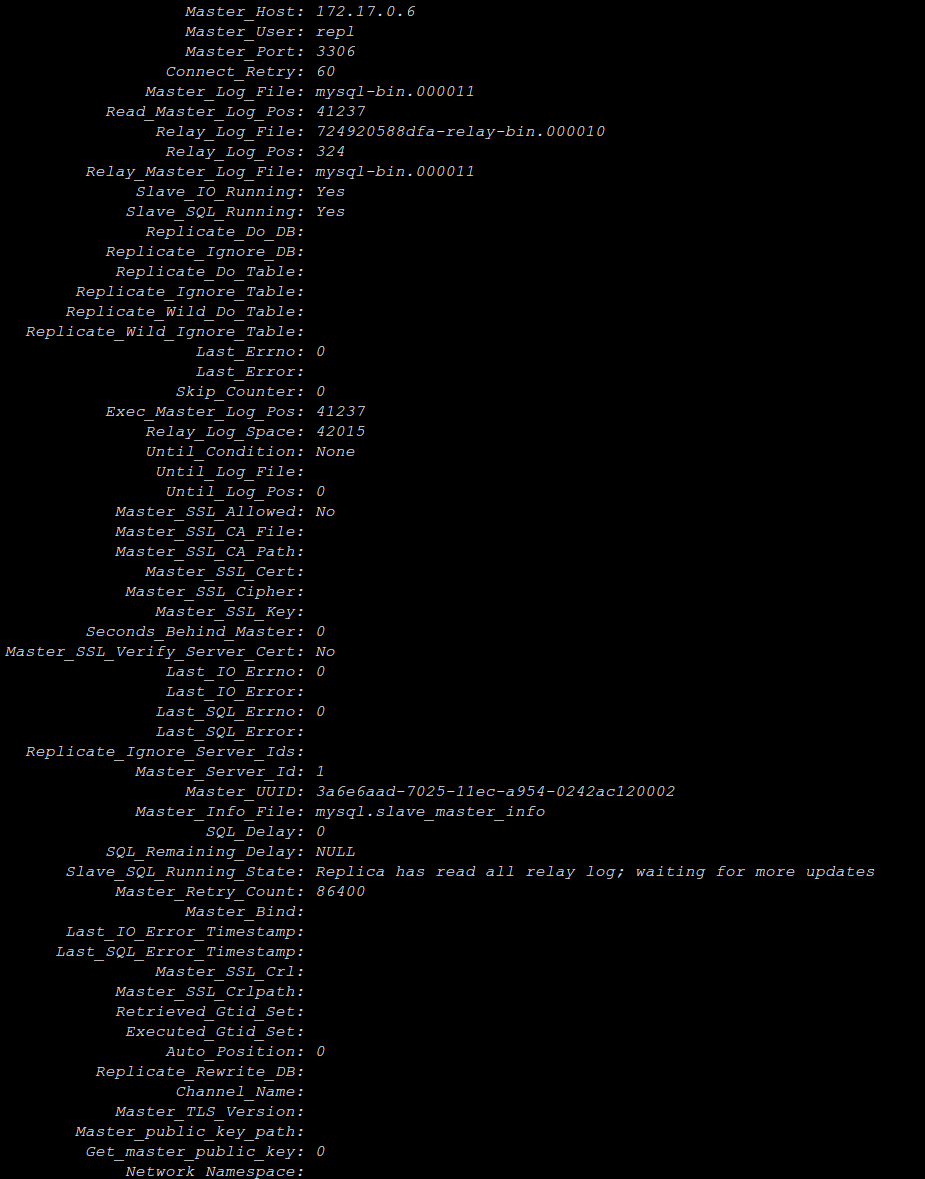 Master_Host: 172.17.0.6
Master_User: repl
Master_Port: 3306
Connect_Retry: 60
Master_Log_File: mysql-bin.000011
Read_Master_Log_Pos: 41237
Relay_Log_File: 724920588dfa-relay-bin.000010
Relay_Log_Pos: 324
Relay_Master_Log_File: mysql-bin.000011
Slave_IO_Running: Yes
Slave_SQL_Running: Yes
Replicate_Do_DB:
Replicate_Ignore_DB:
Replicate_Do_Table:
Replicate_Ignore_Table:
Replicate_Wild_Do_Table:
Replicate_Wild_Ignore_Table:
Last_Errno: 0
Last_Error:
Skip_Counter: 0
Exec_Master_Log_Pos: 41237
Relay_Log_Space: 42015
Until_Condition: None
Until_Log_File:
Until_Log_Pos: 0
Master_SSL_Allowed: No
Master_SSL_CA_File:
Master_SSL_CA_Path:
Master_SSL_Cert:
Master_SSL_Cipher:
Master_SSL_Key:
Seconds_Behind_Master: 0
Master_SSL_Verify_Server_Cert: No
Last_IO_Errno: 0
Last_IO_Error:
Last_SQL_Errno: 0
Last_SQL_Error:
Replicate_Ignore_Server_Ids:
Master_Server_Id: 1
Master_UUID: 3a6e6aad-7025-11ec-a954-0242ac120002
Master_Info_File: mysql.slave_master_info
SQL_Delay: 0
SQL_Remaining_Delay: NULL
Slave_SQL_Running_State: Replica has read all relay log; waiting for more updates
Master_Retry_Count: 86400
Master_Bind:
Last_IO_Error_Timestamp:
Last_SQL_Error_Timestamp:
Master_SSL_Crl:
Master_SSL_Crlpath:
Retrieved_Gtid_Set:
Executed_Gtid_Set:
Auto_Position: 0
Replicate_Rewrite_DB:
Channel_Name:
Master_TLS_Version:
Master_public_key_path:
Get_master_public_key: 0
Network Namespace: